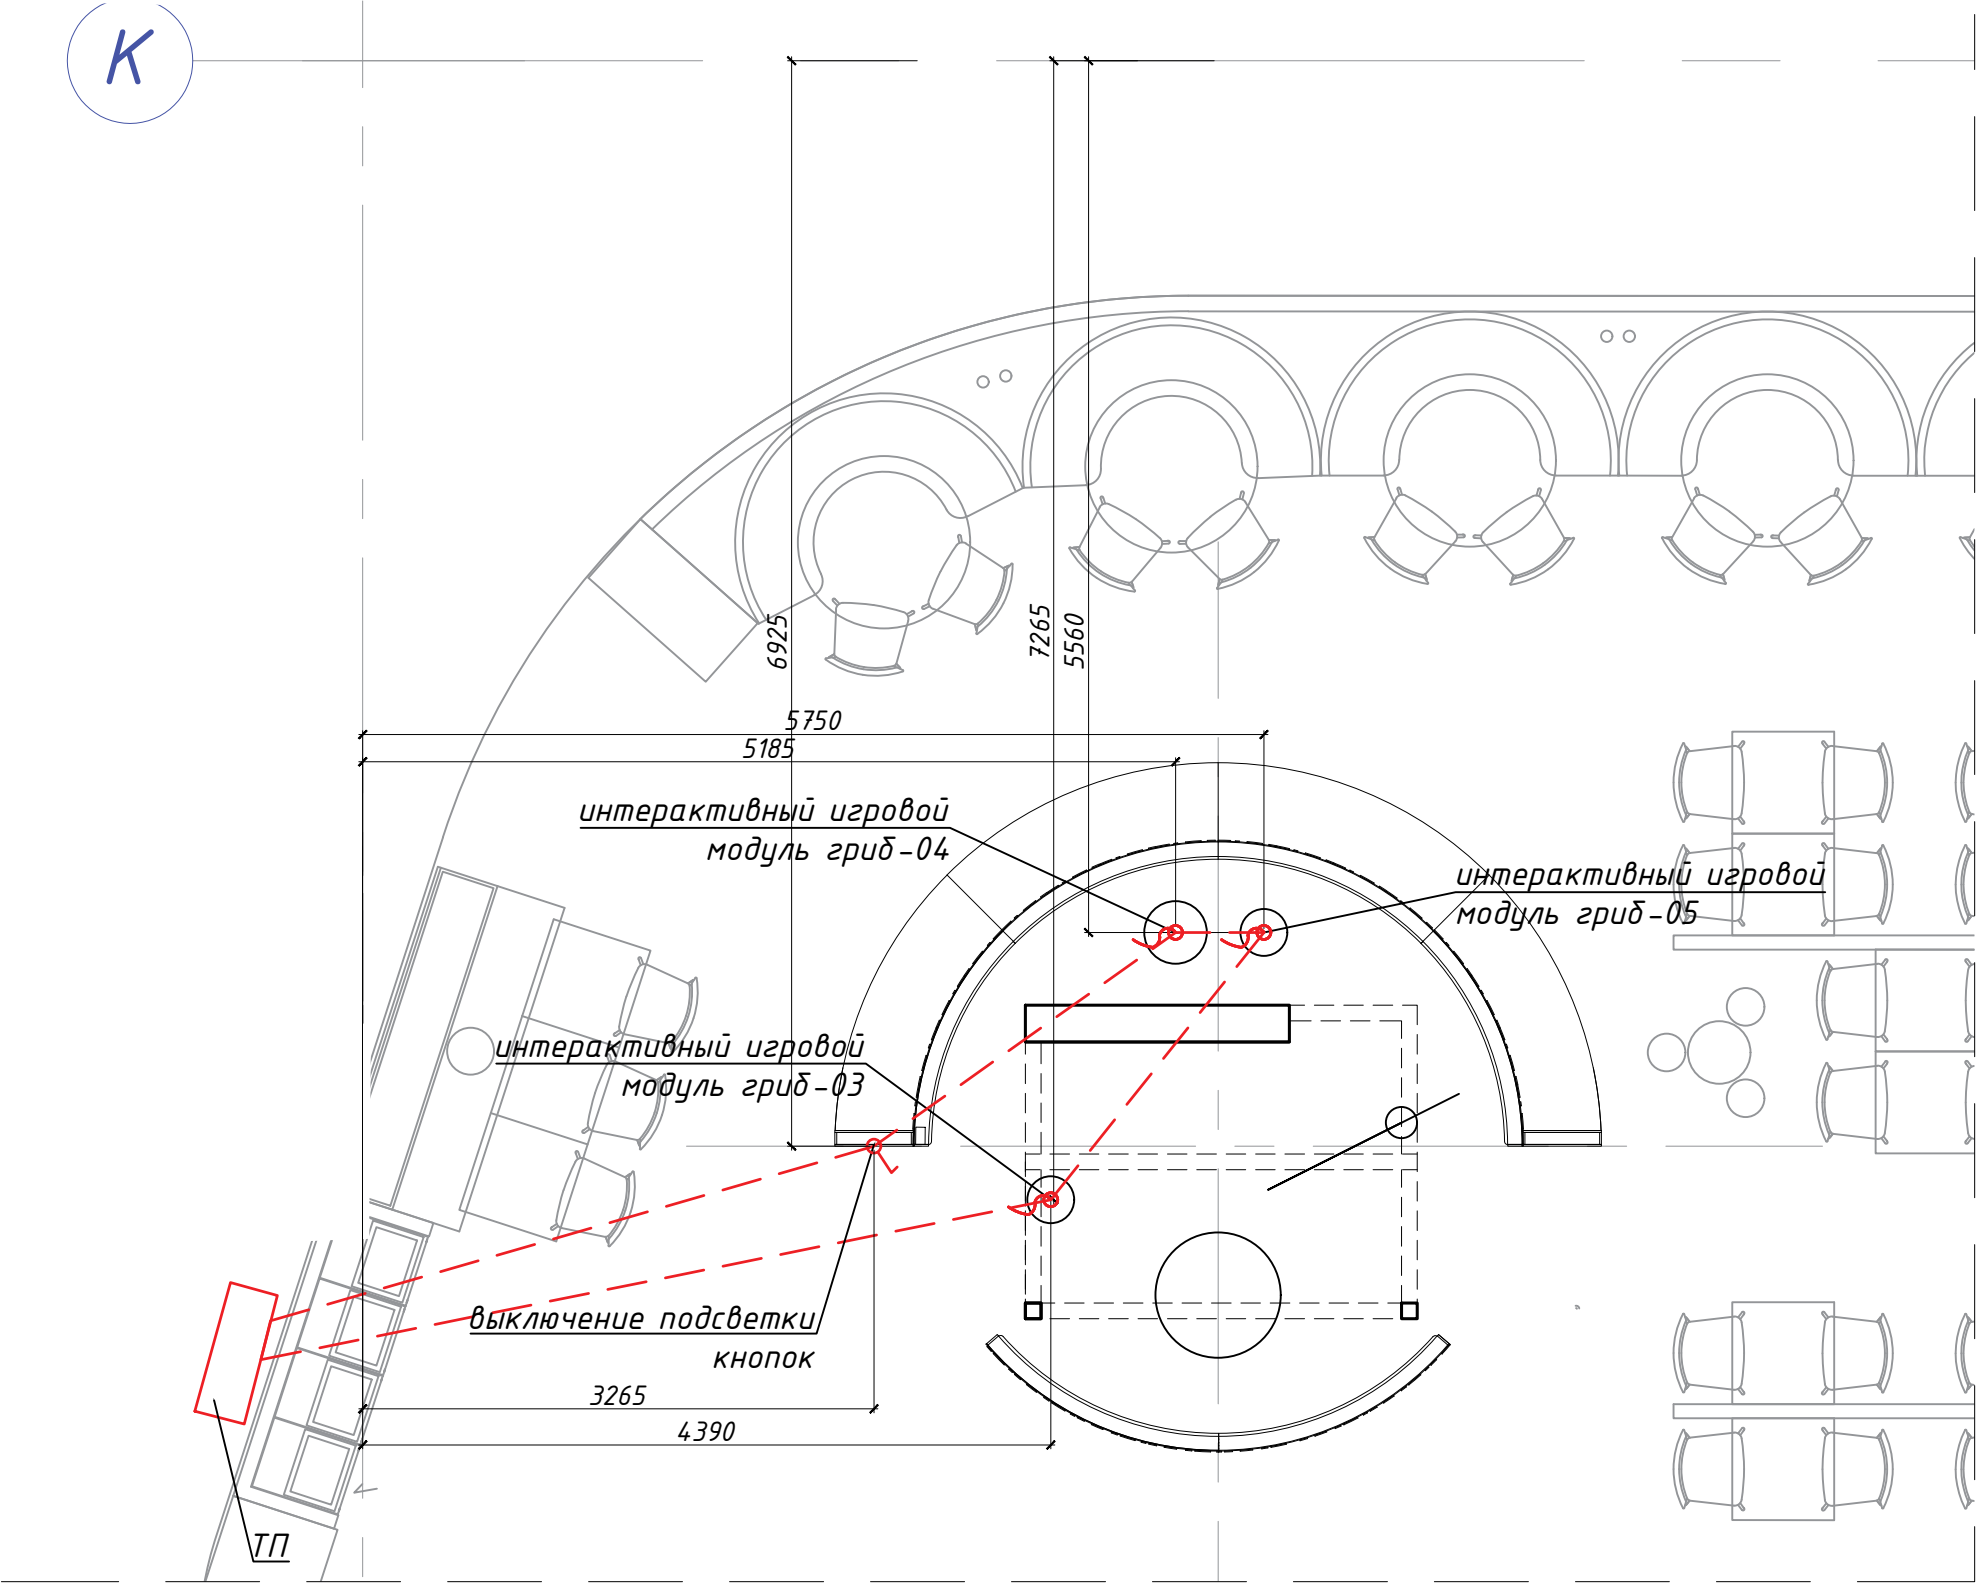 К
6925
7265
5560
5750
5185
интерактивный игровой
модуль гриб-04
интерактивный игровой
модуль гриб-05
интерактивный игровой
модуль гриб-03
выключение подсветки
кнопок
3265
4390
ТП